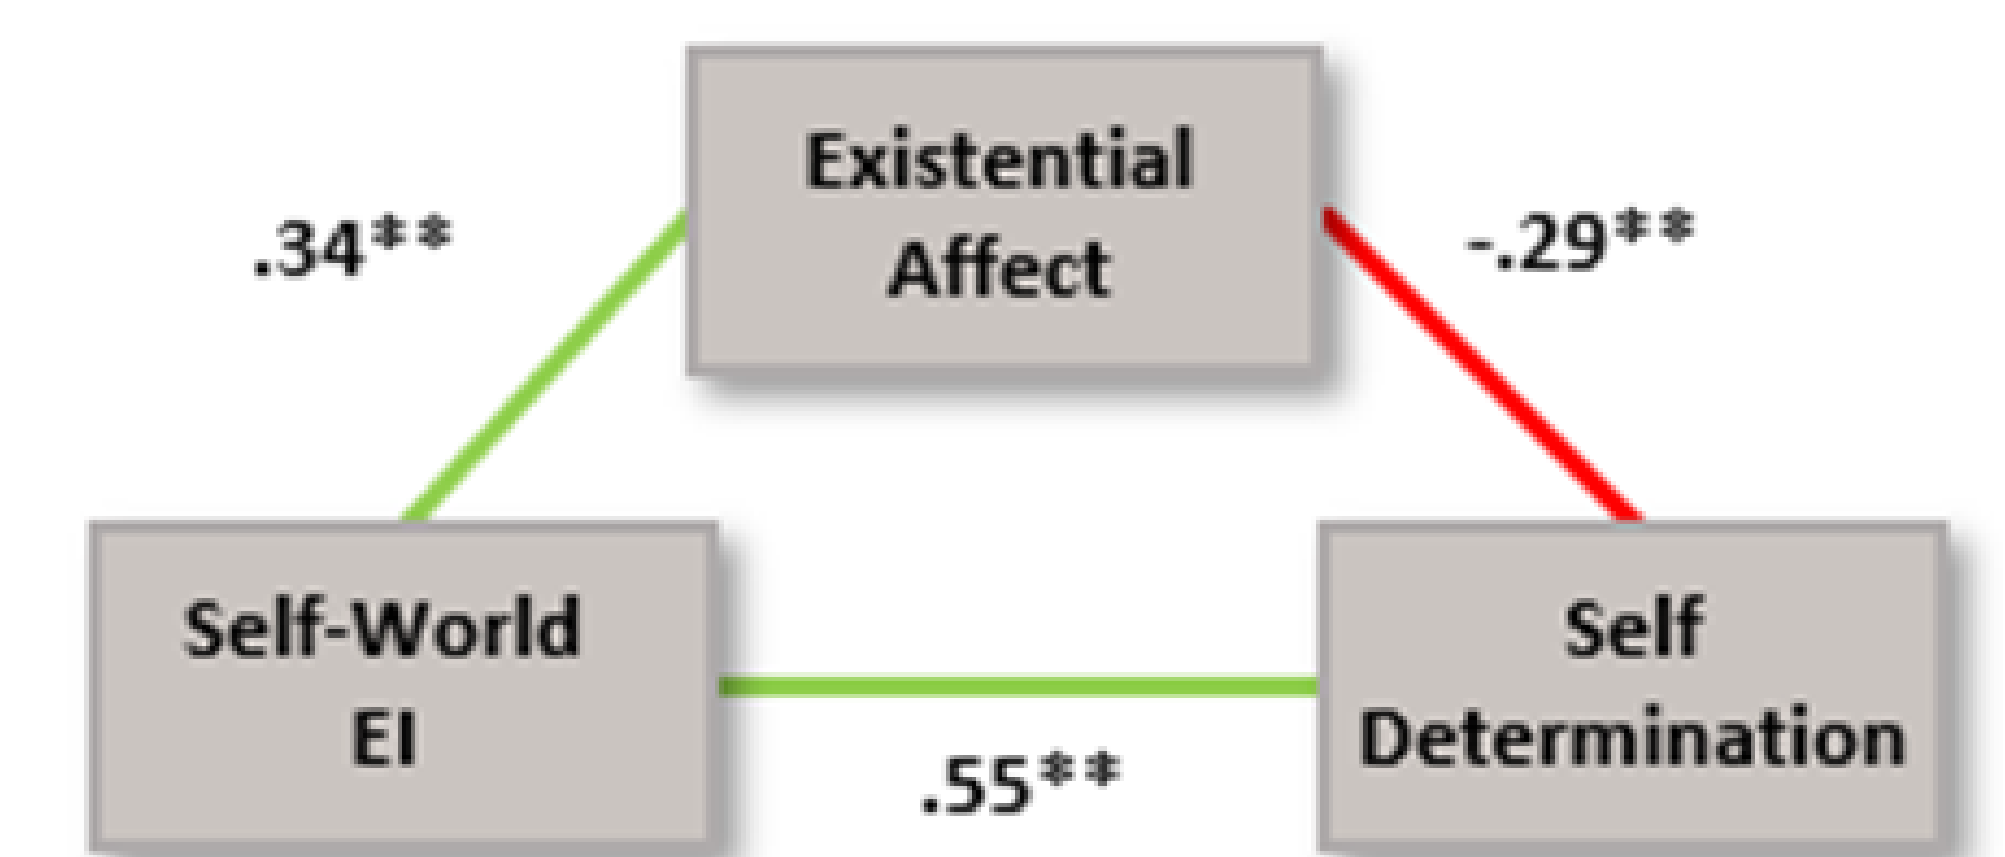 Existential
Affect
.34**
-.29**
Self-World
EI
Self
Determination
.55**